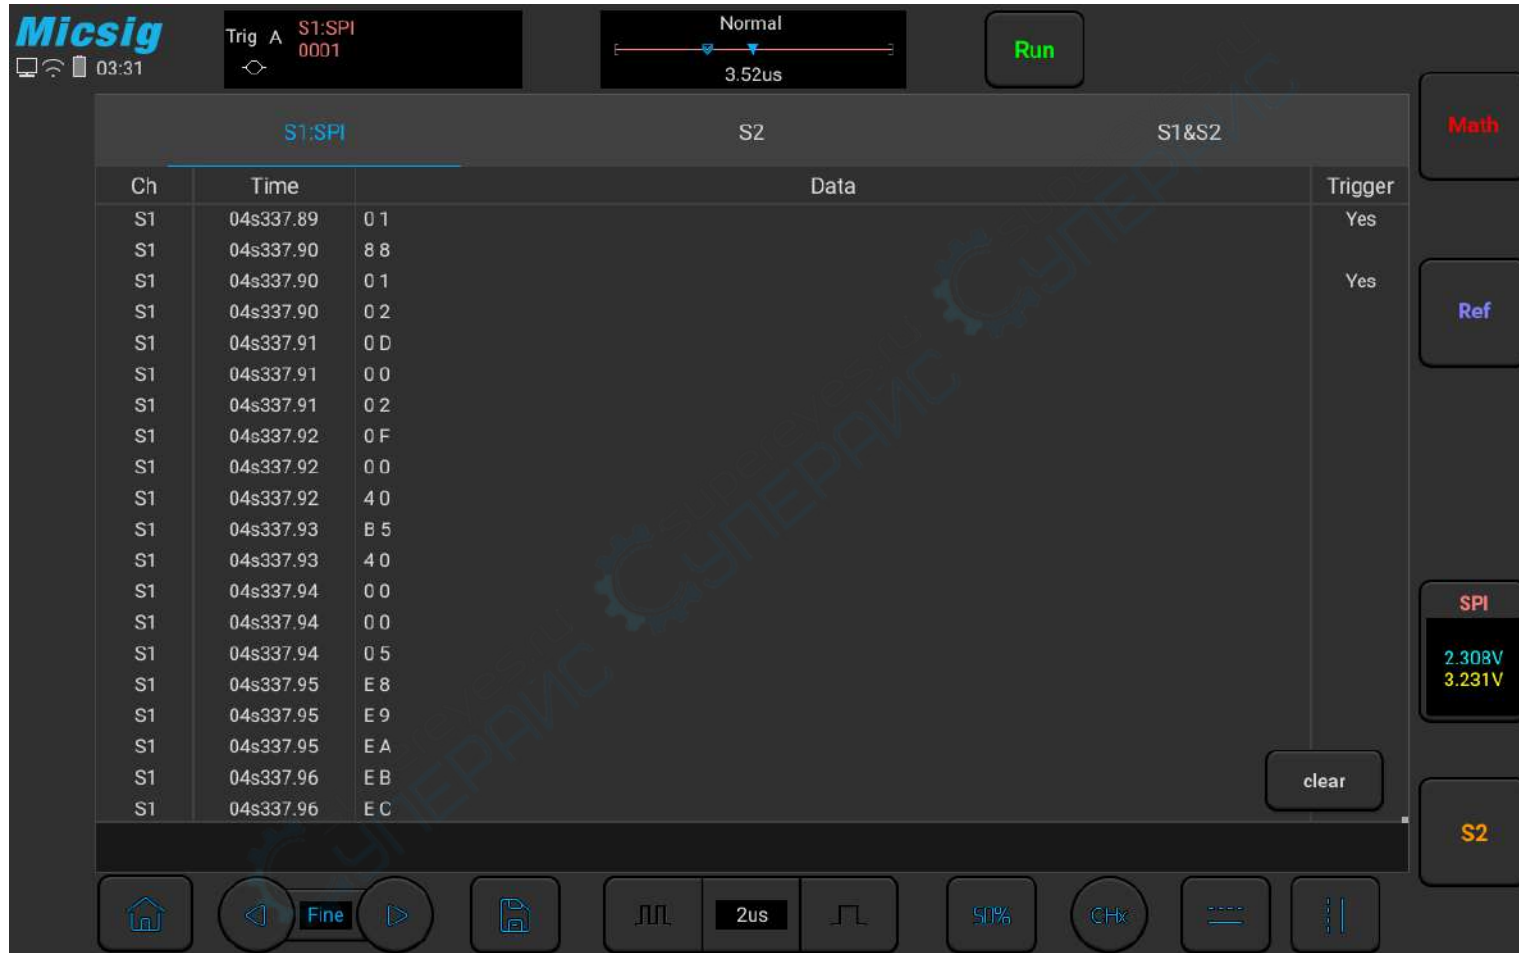 Micsig
03:31
Trig A S1:SPI
0001
Normal
3.52us
Run
S1:SPI S2 S1&S2
Ch Time Data Trigger
S1 04s337.89 0 1 Yes
S1 04s337.90 8 8
S1 04s337.90 0 1 Yes
S1 04s337.90 0 2
S1 04s337.91 0 D
S1 04s337.91 0 0
S1 04s337.91 0 2
S1 04s337.92 0 F
S1 04s337.92 0 0
S1 04s337.92 4 0
S1 04s337.93 B 5
S1 04s337.93 4 0
S1 04s337.94 0 0
S1 04s337.94 0 0
S1 04s337.94 0 5
S1 04s337.95 E 8
S1 04s337.95 E 9
S1 04s337.95 E A
S1 04s337.96 E B
S1 04s337.96 E C
clear
Math
Ref
SPI
2.308V
3.231V
S2
Fine
2us
50%
CHx
СУПЕРАЙС
СУПЕРАЙС